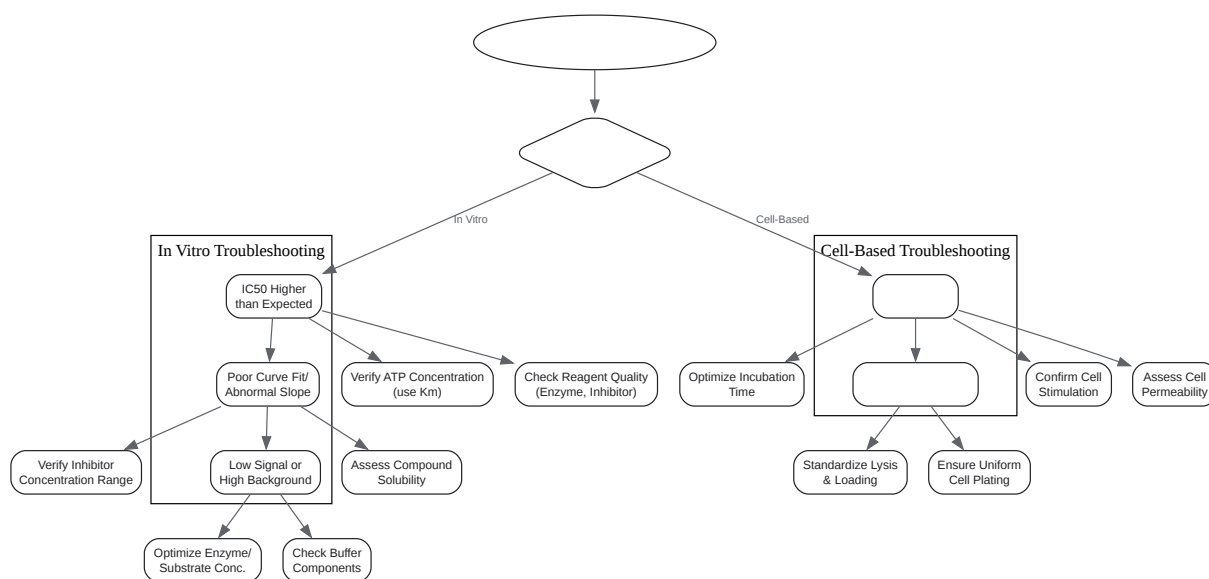 In Vitro
Cell-Based
In Vitro Troubleshooting
Cell-Based Troubleshooting
IC50 Higher
than Expected
Poor Curve Fit/
Abnormal Slope
Verify ATP Concentration
(use Km)
Check Reagent Quality
(Enzyme, Inhibitor)
Optimize Incubation
Time
Confirm Cell
Stimulation
Assess Cell
Permeability
Verify Inhibitor
Concentration Range
Low Signal or
High Background
Assess Compound
Solubility
Standardize Lysis
& Loading
Ensure Uniform
Cell Plating
Optimize Enzyme/
Substrate Conc.
Check Buffer
Components